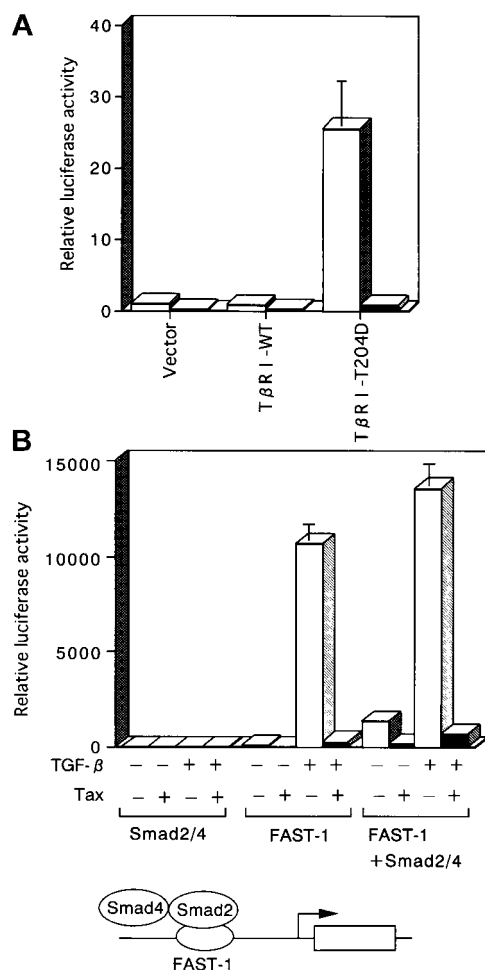 A
40
30
20
10
0
Relative luciferase activity
Vector
TβR I -WT
TβR I -T204D
B
15000
10000
5000
0
Relative luciferase activity
TGF-β − − + + − − + + − − + +
Tax − + − + − + − + − + − +
Smad2/4 FAST-1 FAST-1
+Smad2/4
Smad4 Smad2
FAST-1